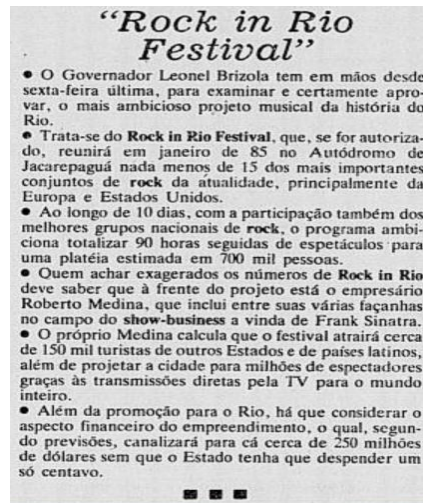 “Rock in Rio
Festival”
● O Governador Leonel Brizola tem em mãos desde
sexta-feira última, para examinar e certamente apro-
var, o mais ambicioso projeto musical da história do
Rio.
● Trata-se do Rock in Rio Festival, que, se for autoriza-
do, reunirá em janeiro de 85 no Autódromo de
Jacarepaguá nada menos de 15 dos mais importantes
conjuntos de rock da atualidade, principalmente da
Europa e Estados Unidos.
● Ao longo de 10 dias, com a participação também dos
melhores grupos nacionais de rock, o programa ambi-
ciona totalizar 90 horas seguidas de espetáculos para
uma platéia estimada em 700 mil pessoas.
● Quem achar exagerados os números de Rock in Rio
deve saber que à frente do projeto está o empresário
Roberto Medina, que inclui entre suas várias façanhas
no campo do show-business a vinda de Frank Sinatra.
● O próprio Medina calcula que o festival atrairá cerca
de 150 mil turistas de outros Estados e de países latinos,
além de projetar a cidade para milhões de espectadores
graças às transmissões diretas pela TV para o mundo
inteiro.
● Além da promoção para o Rio, há que considerar o
aspecto financeiro do empreendimento, o qual, segun-
do previsões, canalizará para cá cerca de 250 milhões
de dólares sem que o Estado tenha que despender um
só centavo.